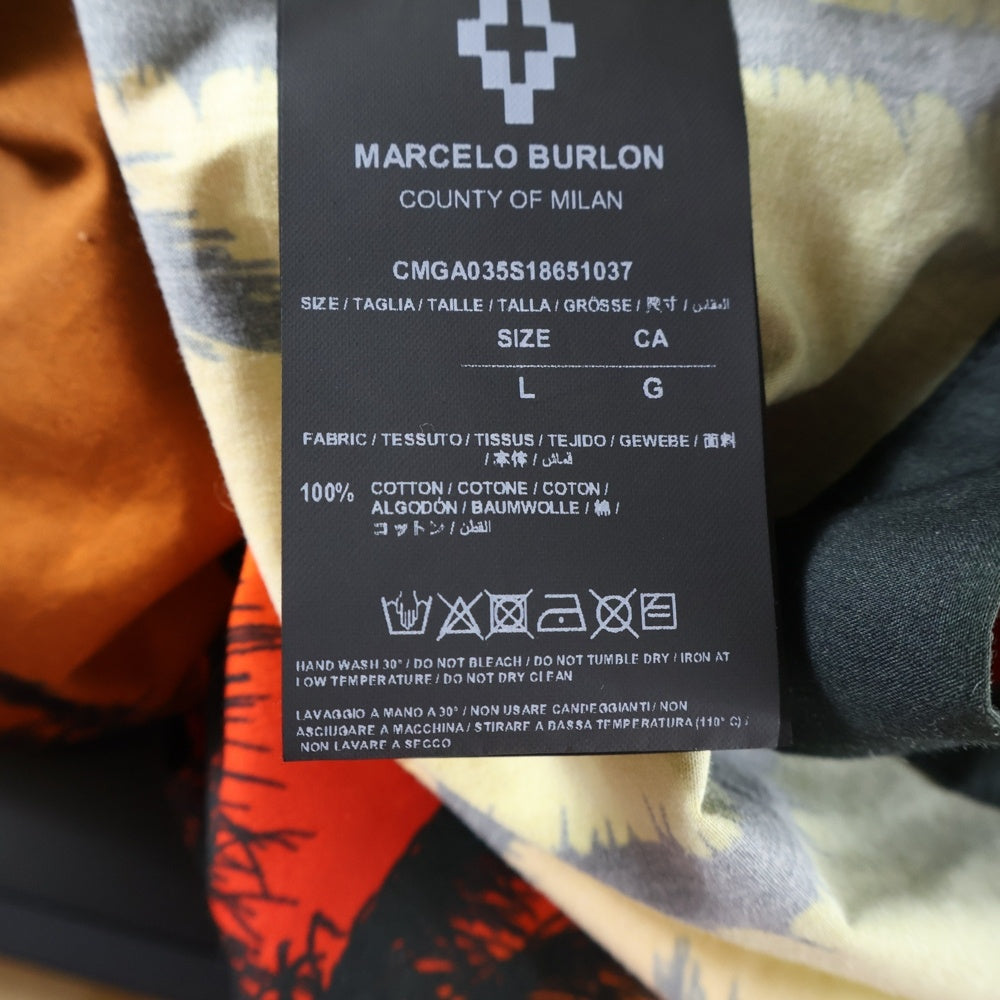 MARCELO BURLON
COUNTY OF MILAN
CMGA035S18651037
SIZE / TAGLIA / TAILLE / TALLA / GRÖSSE / 尺寸 / المقاس
SIZE CA
L G
FABRIC / TESSUTO / TISSUS / TEJIDO / GEWEBE / 面料
/ 本体 / قماش
100% COTTON / COTONE / COTON /
ALGODÓN / BAUMWOLLE / 棉 /
コットン / القطن
HAND WASH 30° / DO NOT BLEACH / DO NOT TUMBLE DRY / IRON AT
LOW TEMPERATURE / DO NOT DRY CLEAN
LAVAGGIO A MANO A 30° / NON USARE CANDEGGIANTI / NON
ASCIUGARE A MACCHINA / STIRARE A BASSA TEMPERATURA (110° C) /
NON LAVARE A SECCO